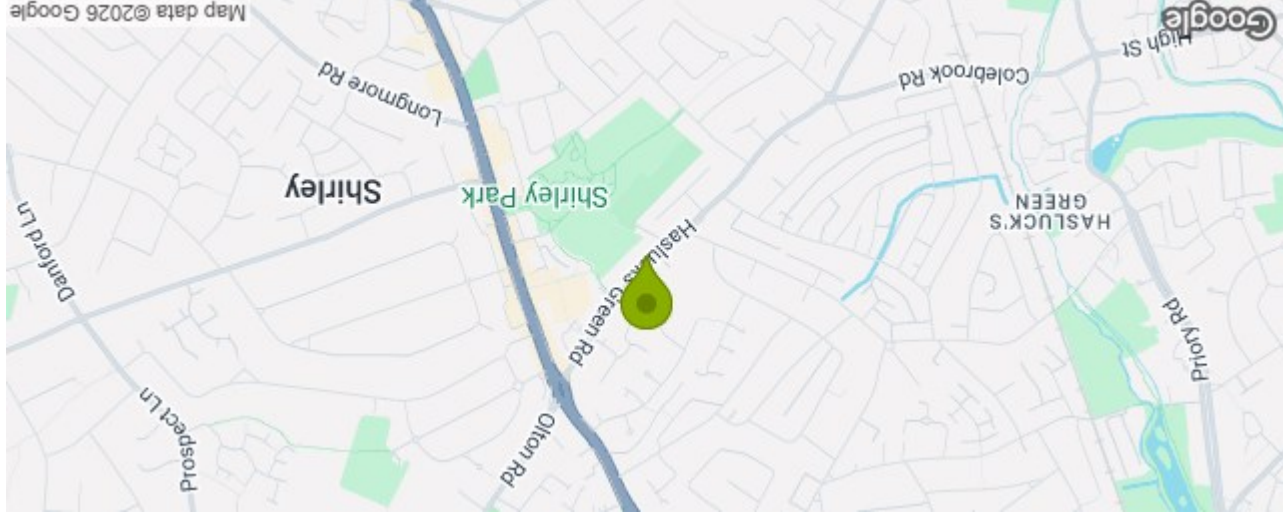 Prospect Ln
Olton Rd
Priory Rd
Danford Ln
Haslucks Green Rd
HASLUCK'S
GREEN
Shirley Park
Shirley
Colebrook Rd
Longmore Rd
High St
Google
Map data ©2026 Google